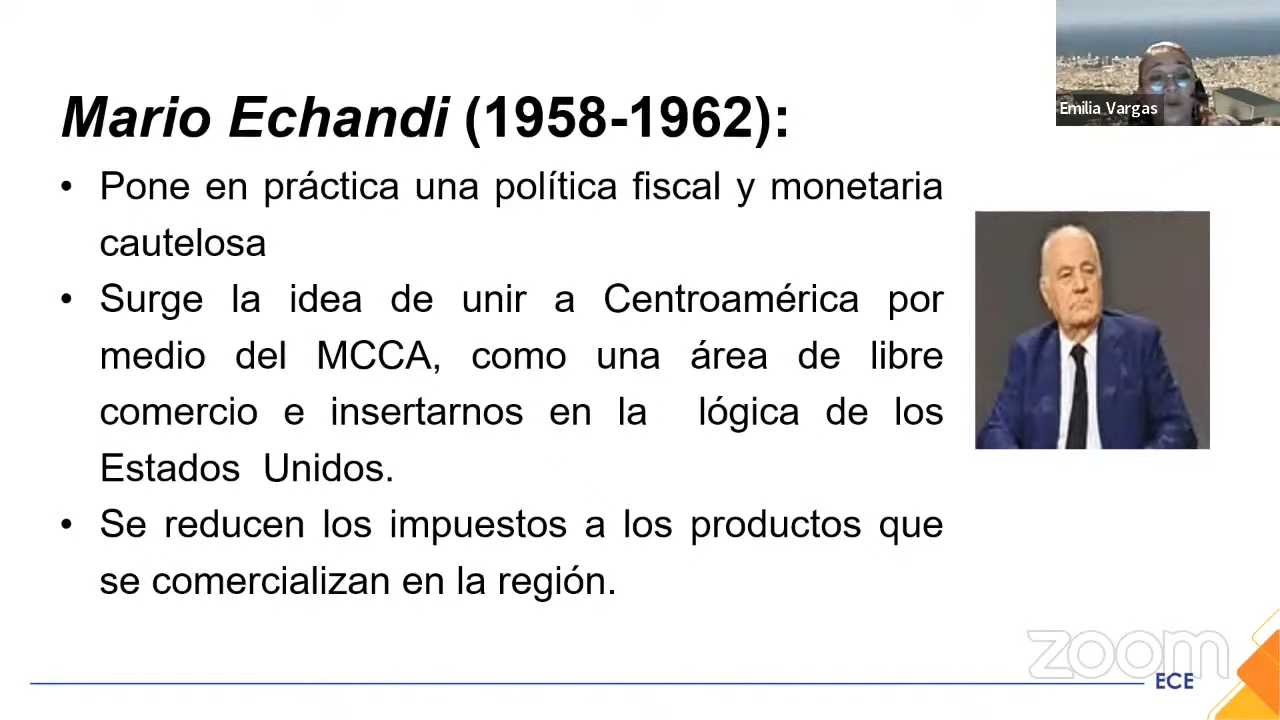 Mario Echandi (1958-1962):
• Pone en práctica una política fiscal y monetaria
cautelosa
• Surge la idea de unir a Centroamérica por
medio del MCCA, como una área de libre
comercio e insertarnos en la lógica de los
Estados Unidos.
• Se reducen los impuestos a los productos que
se comercializan en la región.
Emilia Vargas
zoom
ECE